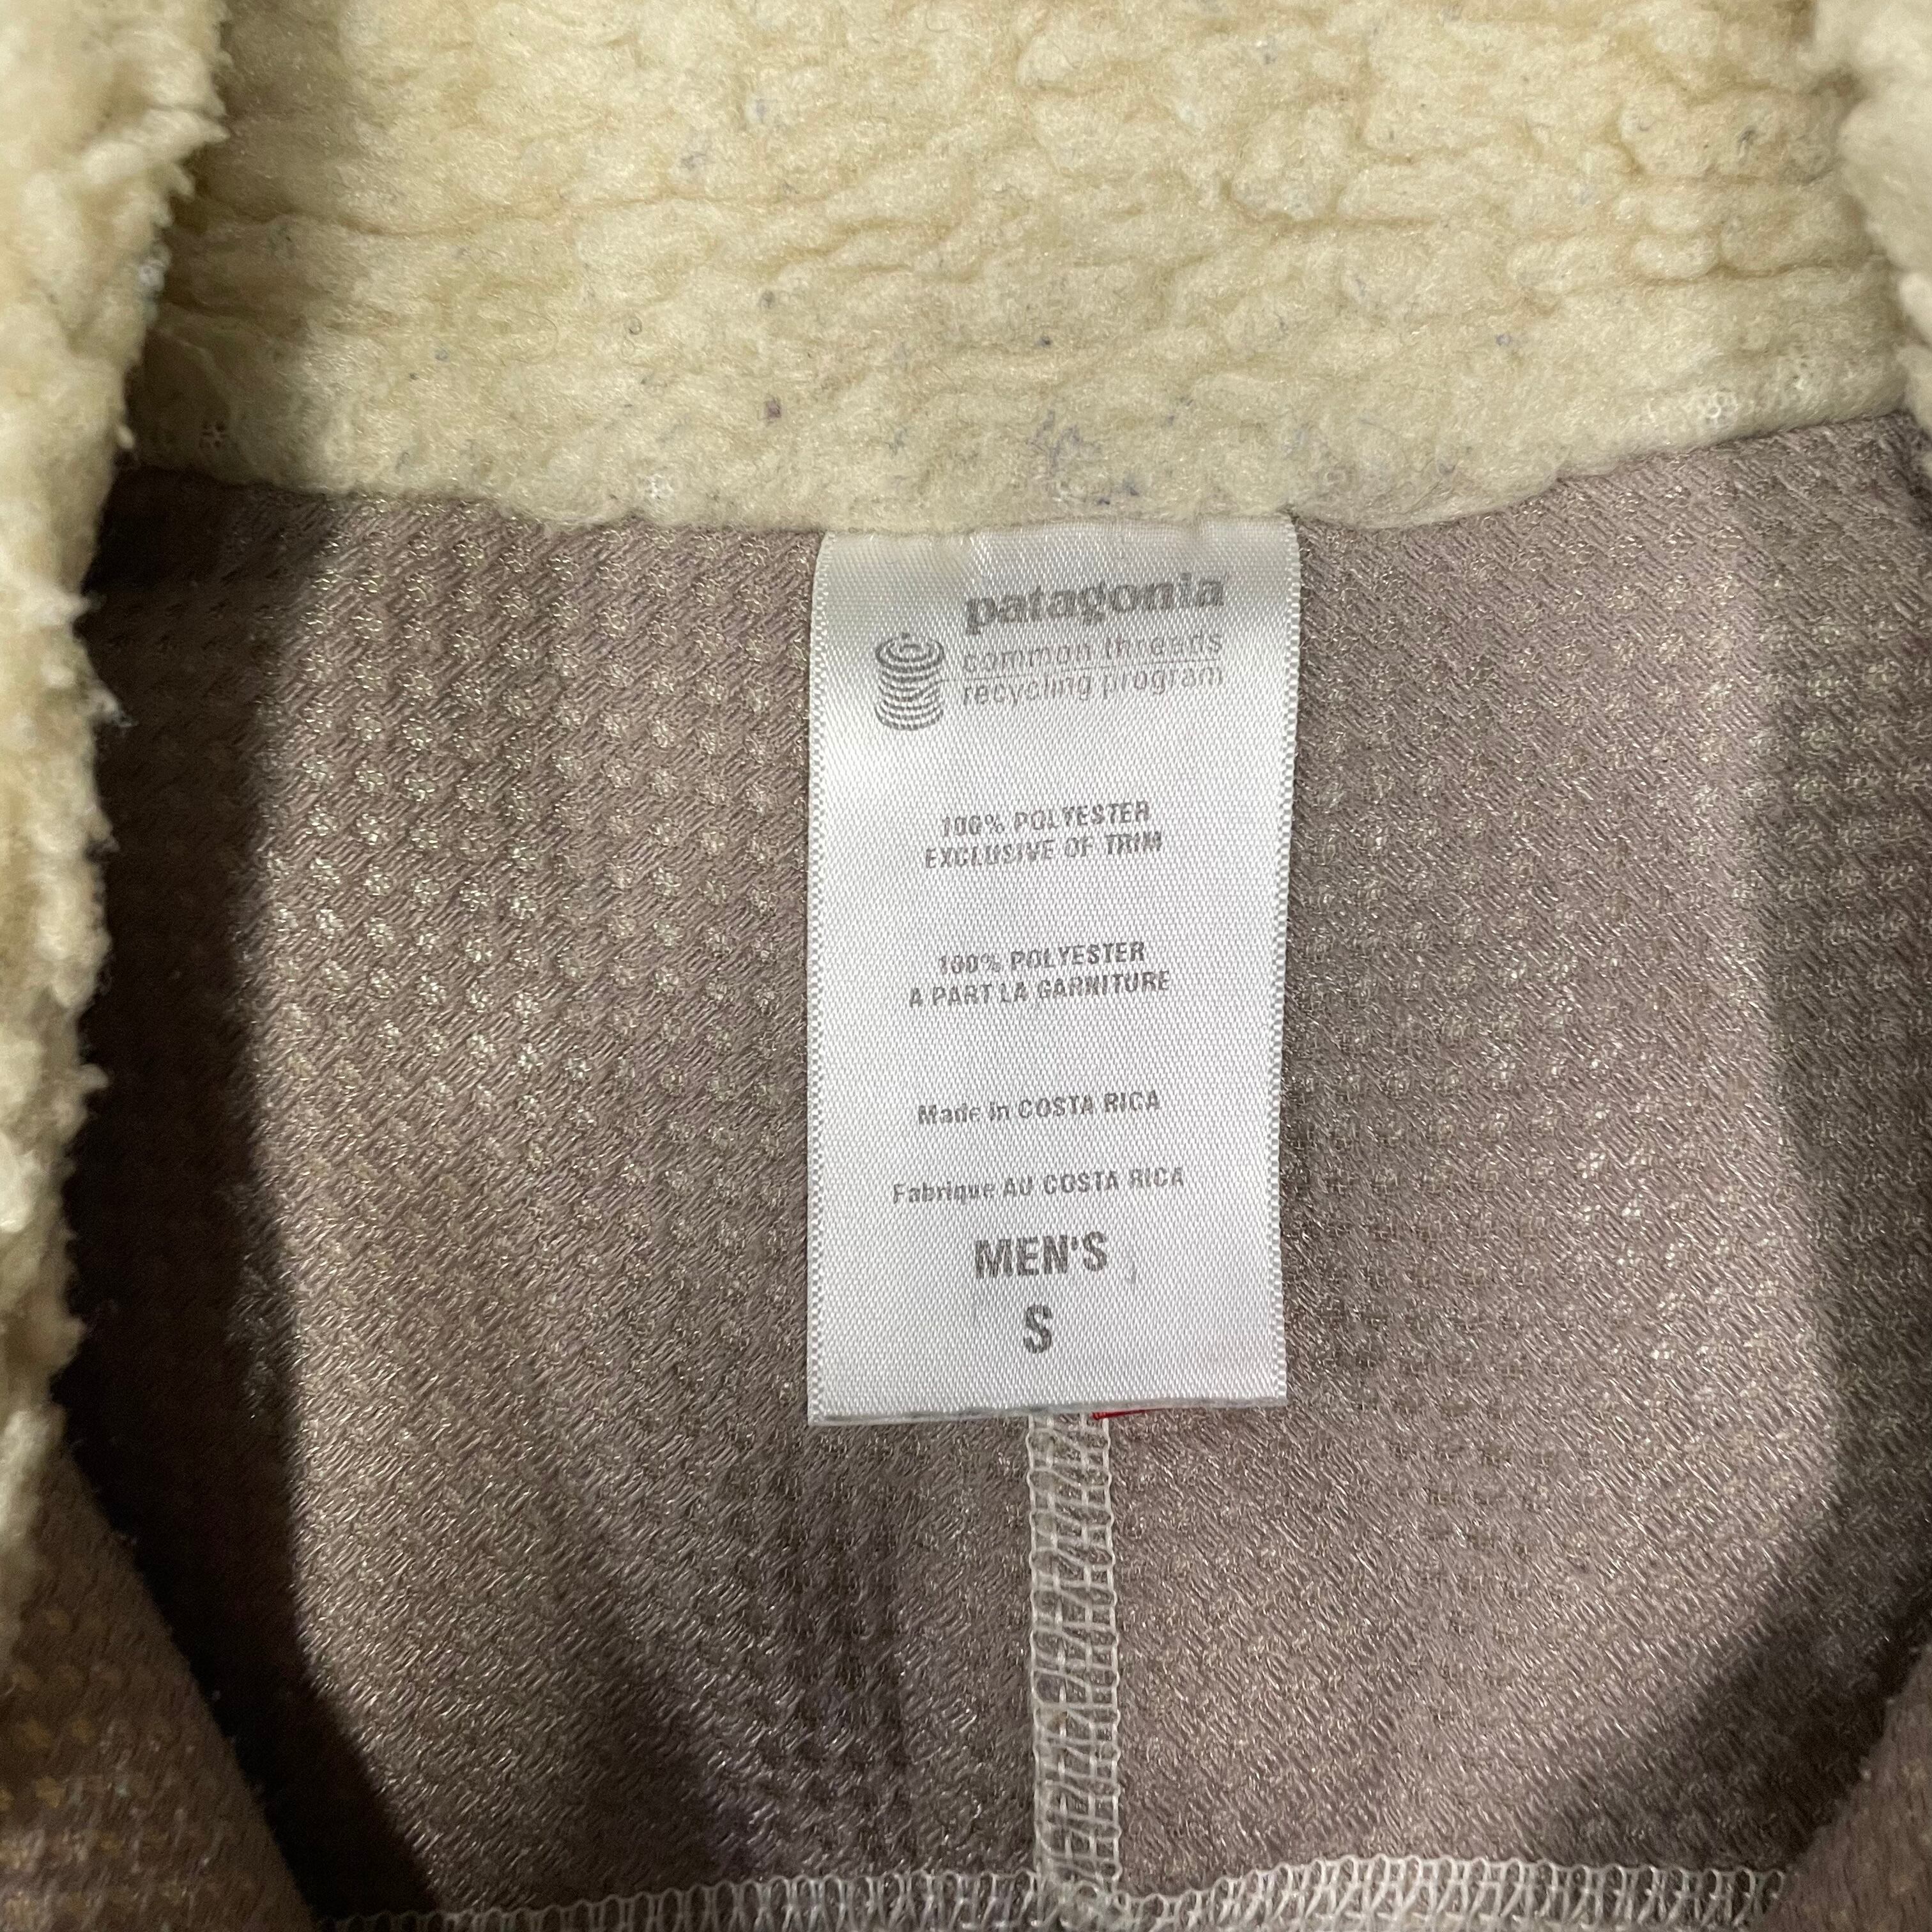 patagonia
common threads
recycling program
100% POLYESTER
EXCLUSIVE OF TRIM
100% POLYESTER
A PART LA GARNITURE
Made in COSTA RICA
Fabrique AU COSTA RICA
MEN'S
S